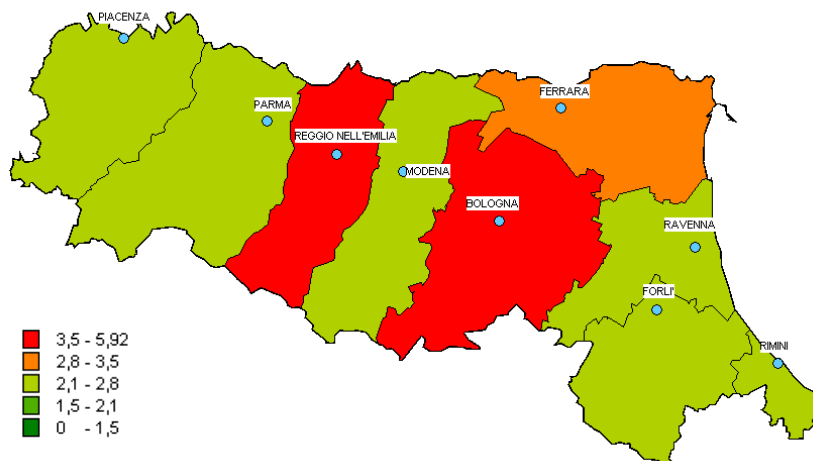 PIACENZA
PARMA
FERRARA
REGGIO NELL'EMILIA
MODENA
BOLOGNA
RAVENNA
FORLI'
RIMINI
3,5 - 5,92
2,8 - 3,5
2,1 - 2,8
1,5 - 2,1
0 - 1,5